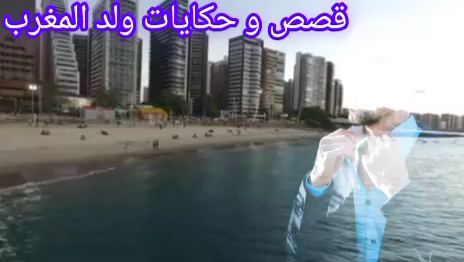 قصص و حكايات ولد المغرب